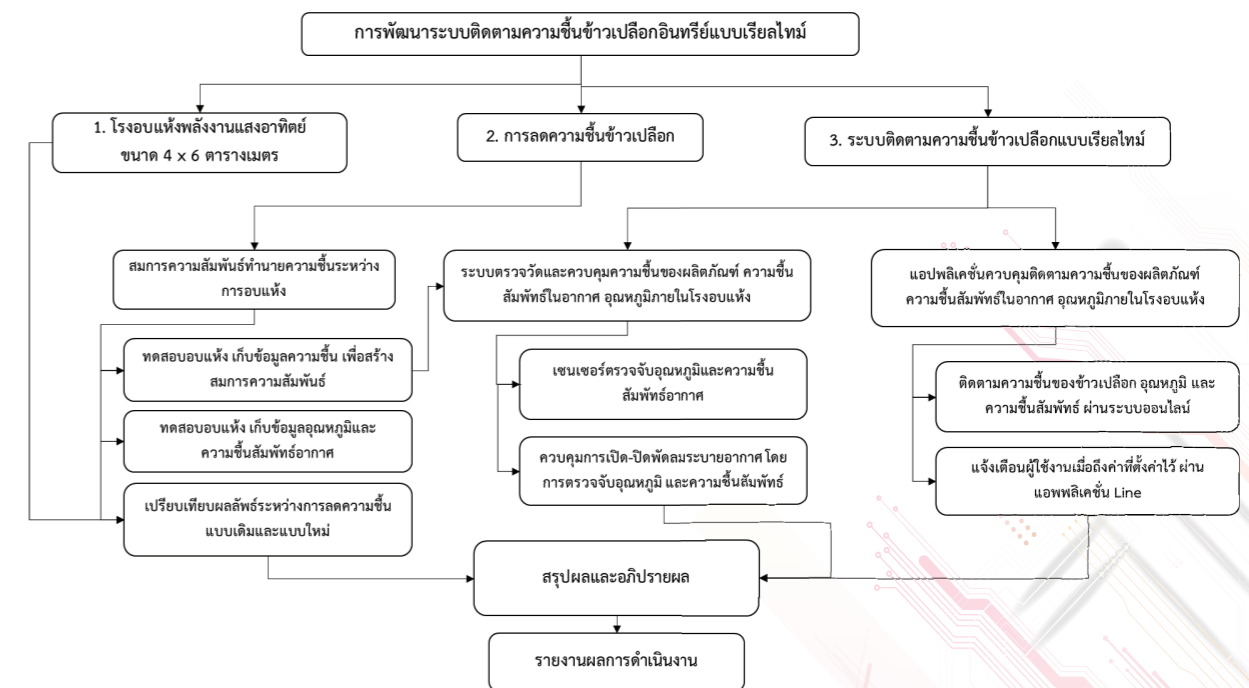 การพัฒนาระบบติดตามความชื้นข้าวเปลือกอินทรีย์แบบเรียลไทม์
1. โรงอบแห้งพลังงานแสงอาทิตย์
ขนาด 4 x 6 ตารางเมตร
2. การลดความชื้นข้าวเปลือก
3. ระบบติดตามความชื้นข้าวเปลือกแบบเรียลไทม์
สมการความสัมพันธ์ทำนายความชื้นระหว่าง
การอบแห้ง
ระบบตรวจวัดและควบคุมความชื้นของผลิตภัณฑ์ ความชื้น
สัมพัทธ์ในอากาศ อุณหภูมิภายในโรงอบแห้ง
แอปพลิเคชั่นควบคุมติดตามความชื้นของผลิตภัณฑ์
ความชื้นสัมพัทธ์ในอากาศ อุณหภูมิภายในโรงอบแห้ง
ทดสอบอบแห้ง เก็บข้อมูลความชื้น เพื่อสร้าง
สมการความสัมพันธ์
เซนเซอร์ตรวจจับอุณหภูมิและความชื้น
สัมพัทธ์อากาศ
ติดตามความชื้นของข้าวเปลือก อุณหภูมิ และ
ความชื้นสัมพัทธ์ ผ่านระบบออนไลน์
ทดสอบอบแห้ง เก็บข้อมูลอุณหภูมิและ
ความชื้นสัมพัทธ์อากาศ
ควบคุมการเปิด-ปิดพัดลมระบายอากาศ โดย
การตรวจจับอุณหภูมิ และความชื้นสัมพัทธ์
แจ้งเตือนผู้ใช้งานเมื่อถึงค่าที่ตั้งค่าไว้ ผ่าน
แอพพลิเคชั่น Line
เปรียบเทียบผลลัพธ์ระหว่างการลดความชื้น
แบบเดิมและแบบใหม่
สรุปผลและอภิปรายผล
รายงานผลการดำเนินงาน